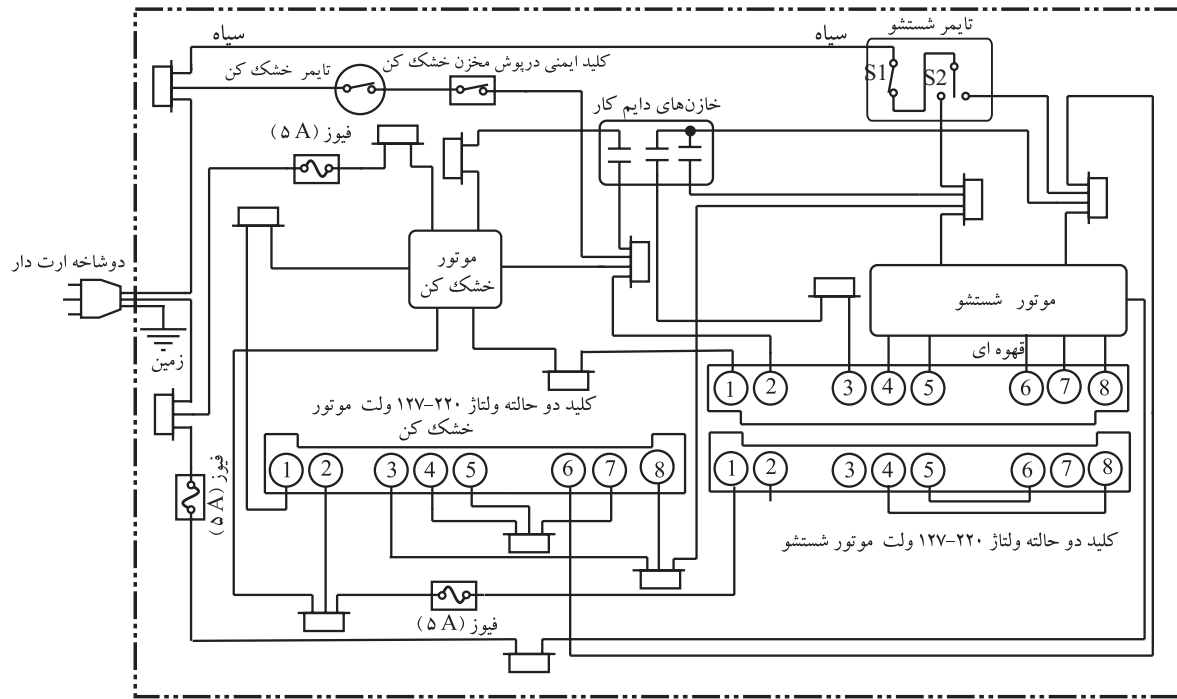 تایمر شستشو
سیاه
سیاه
S1
S2
کلید ایمنی درپوش مخزن خشک کن
تایمر خشک کن
خازن‌های دایم کار
فیوز (۵ A)
دوشاخه ارت دار
زمین
موتور
خشک کن
موتور شستشو
قهوه ای
1 2 3 4 5 6 7 8
کلید دو حالته ولتاژ ۲۲۰-۱۲۷ ولت موتور
خشک کن
1 2 3 4 5 6 7 8
1 2 3 4 5 6 7 8
فیوز (۵ A)
کلید دو حالته ولتاژ ۲۲۰-۱۲۷ ولت موتور شستشو
فیوز (۵ A)